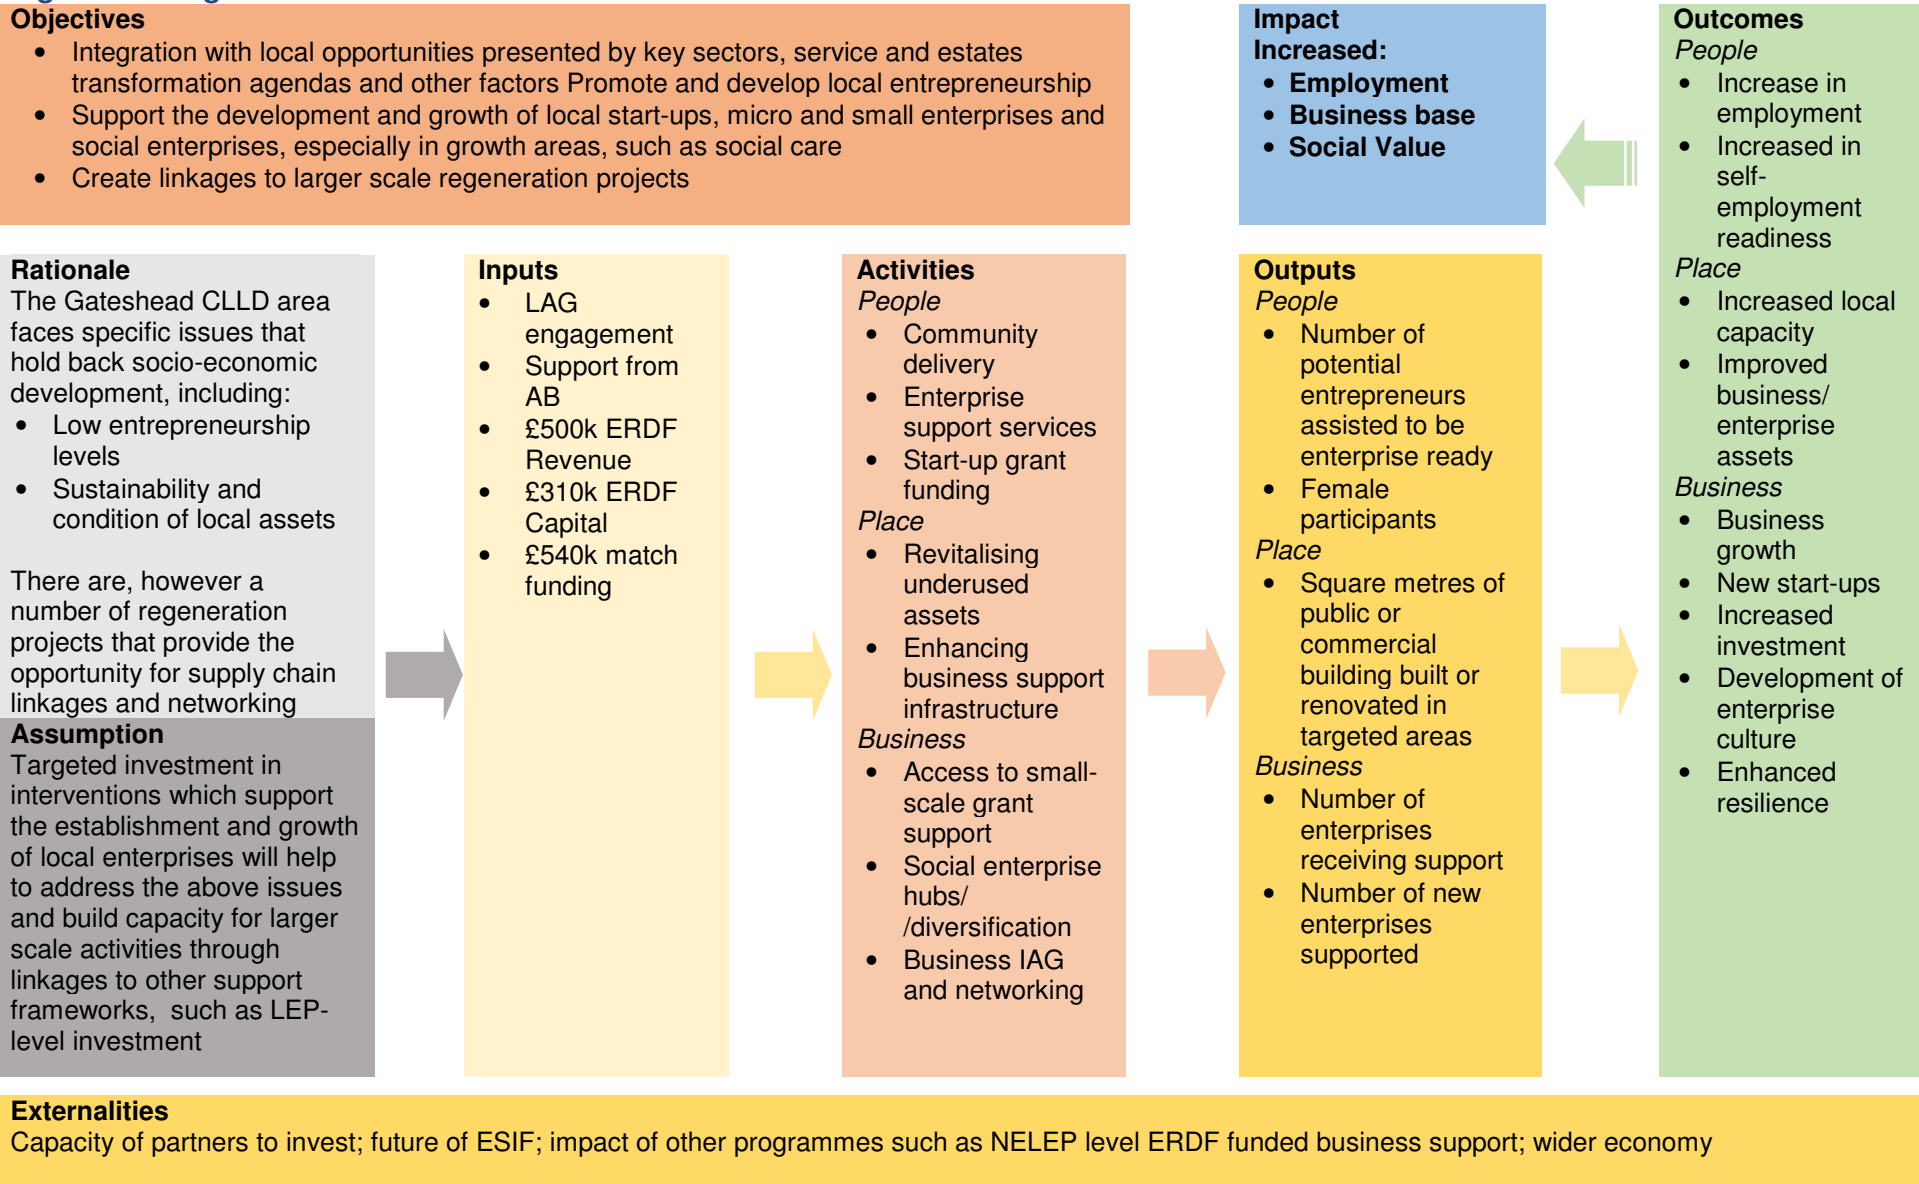 Objectives
• Integration with local opportunities presented by key sectors, service and estates
transformation agendas and other factors Promote and develop local entrepreneurship
• Support the development and growth of local start-ups, micro and small enterprises and
social enterprises, especially in growth areas, such as social care
• Create linkages to larger scale regeneration projects
Impact
Increased:
• Employment
• Business base
• Social Value
Rationale
The Gateshead CLLD area
faces specific issues that
hold back socio-economic
development, including:
• Low entrepreneurship
levels
• Sustainability and
condition of local assets
There are, however a
number of regeneration
projects that provide the
opportunity for supply chain
linkages and networking
Assumption
Targeted investment in
interventions which support
the establishment and growth
of local enterprises will help
to address the above issues
and build capacity for larger
scale activities through
linkages to other support
frameworks,  such as LEP-
level investment
Inputs
• LAG
engagement
• Support from
AB
• £500k ERDF
Revenue
• £310k ERDF
Capital
• £540k match
funding
Activities
People
• Community
delivery
• Enterprise
support services
• Start-up grant
funding
Place
• Revitalising
underused
assets
• Enhancing
business support
infrastructure
Business
• Access to small-
scale grant
support
• Social enterprise
hubs/
/diversification
• Business IAG
and networking
Outputs
People
• Number of
potential
entrepreneurs
assisted to be
enterprise ready
• Female
participants
Place
• Square metres of
public or
commercial
building built or
renovated in
targeted areas
Business
• Number of
enterprises
receiving support
• Number of new
enterprises
supported
Outcomes
People
• Increase in
employment
• Increased in
self-
employment
readiness
Place
• Increased local
capacity
• Improved
business/
enterprise
assets
Business
• Business
growth
• New start-ups
• Increased
investment
• Development of
enterprise
culture
• Enhanced
resilience
Externalities
Capacity of partners to invest; future of ESIF; impact of other programmes such as NELEP level ERDF funded business support; wider economy